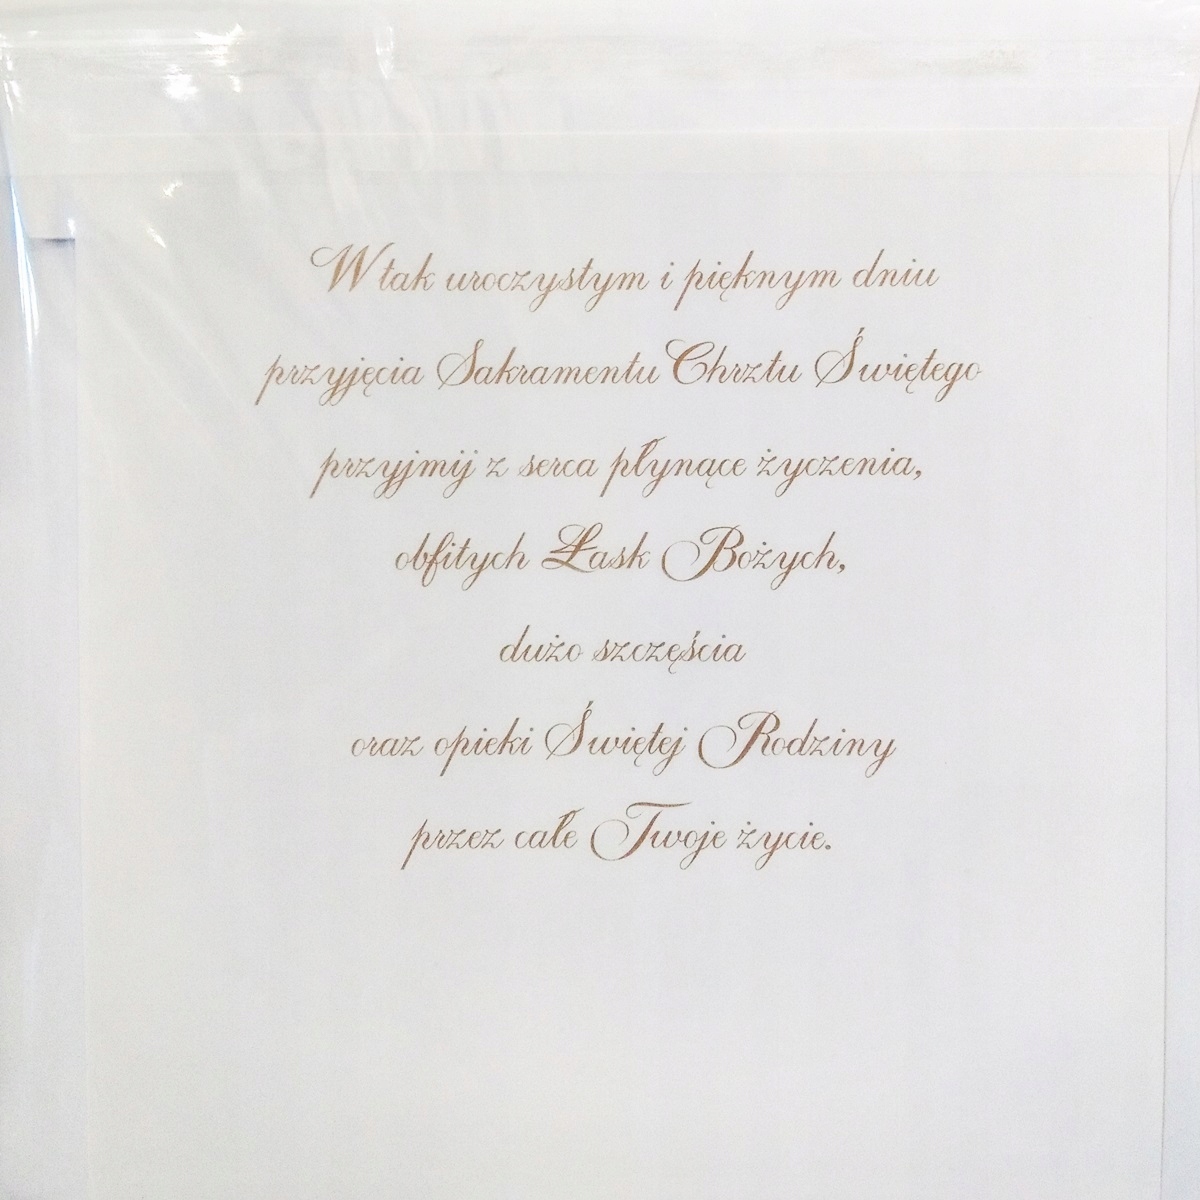 W tak uroczystym i pięknym dniu
przyjęcia Sakramentu Chrztu Świętego
przyjmij z serca płynące życzenia,
obfitych Łask Bożych,
dużo szczęścia
oraz opieki Świętej Rodziny
przez całe Twoje życie.